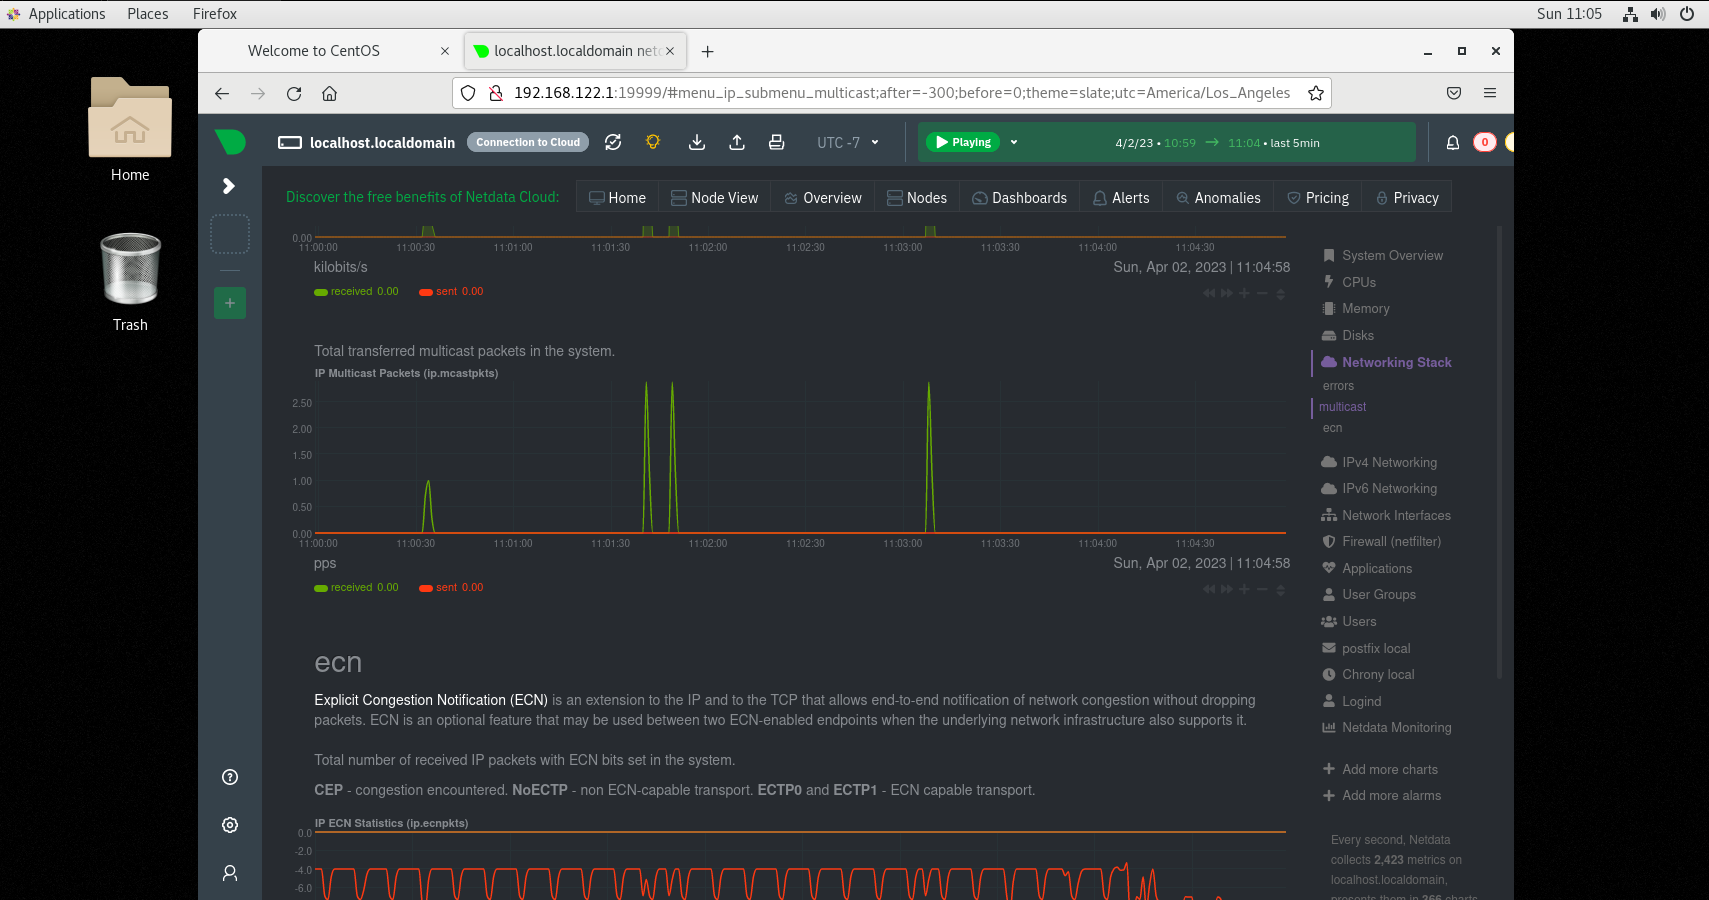 Applications Places Firefox Sun 11:05
Home
Trash
Welcome to CentOS
localhost.localdomain net
192.168.122.1:19999/#menu_ip_submenu_multicast;after=-300;before=0;theme=slate;utc=America/Los_Angeles
localhost.localdomain Connection to Cloud UTC -7 Playing 4/2/23 • 10:59 → 11:04 • last 5min 0
Discover the free benefits of Netdata Cloud: Home Node View Overview Nodes Dashboards Alerts Anomalies Pricing Privacy
0.00
11:00:00 11:00:30 11:01:00 11:01:30 11:02:00 11:02:30 11:03:00 11:03:30 11:04:00 11:04:30
kilobits/s Sun, Apr 02, 2023 | 11:04:58
received 0.00 sent 0.00
Total transferred multicast packets in the system.
IP Multicast Packets (ip.mcastpkts)
2.50
2.00
1.50
1.00
0.50
0.00
11:00:00 11:00:30 11:01:00 11:01:30 11:02:00 11:02:30 11:03:00 11:03:30 11:04:00 11:04:30
pps Sun, Apr 02, 2023 | 11:04:58
received 0.00 sent 0.00
ecn
Explicit Congestion Notification (ECN) is an extension to the IP and to the TCP that allows end-to-end notification of network congestion without dropping
packets. ECN is an optional feature that may be used between two ECN-enabled endpoints when the underlying network infrastructure also supports it.
Total number of received IP packets with ECN bits set in the system.
CEP - congestion encountered. NoECTP - non ECN-capable transport. ECTP0 and ECTP1 - ECN capable transport.
IP ECN Statistics (ip.ecnpkts)
0.0
-2.0
-4.0
-6.0
System Overview
CPUs
Memory
Disks
Networking Stack
errors
multicast
ecn
IPv4 Networking
IPv6 Networking
Network Interfaces
Firewall (netfilter)
Applications
User Groups
Users
postfix local
Chrony local
Logind
Netdata Monitoring
Add more charts
Add more alarms
Every second, Netdata
collects 2,423 metrics on
localhost.localdomain,
presents them in 366 charts